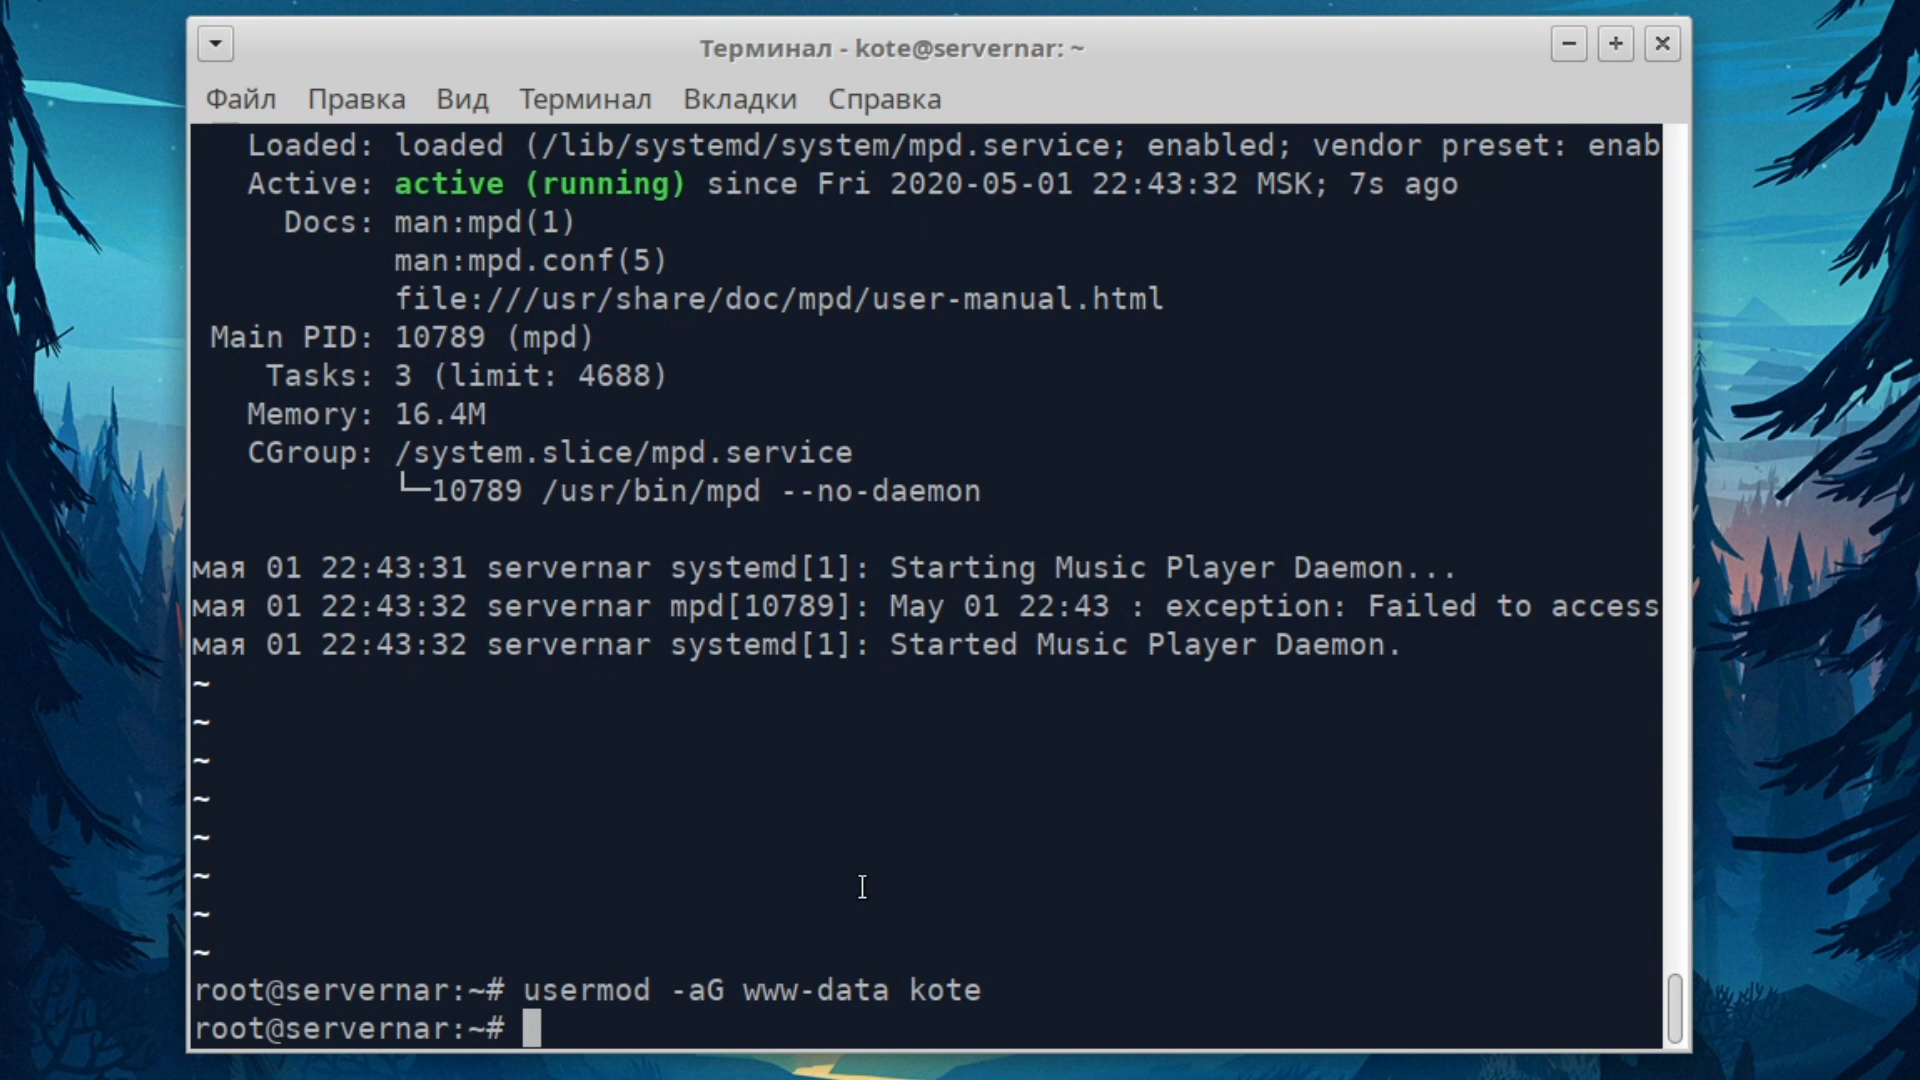 Терминал - kote@servernar: ~
Файл Правка Вид Терминал Вкладки Справка
Loaded: loaded (/lib/systemd/system/mpd.service; enabled; vendor preset: enab
Active: active (running) since Fri 2020-05-01 22:43:32 MSK; 7s ago
Docs: man:mpd(1)
man:mpd.conf(5)
file:///usr/share/doc/mpd/user-manual.html
Main PID: 10789 (mpd)
Tasks: 3 (limit: 4688)
Memory: 16.4M
CGroup: /system.slice/mpd.service
└─10789 /usr/bin/mpd --no-daemon
мая 01 22:43:31 servernar systemd[1]: Starting Music Player Daemon...
мая 01 22:43:32 servernar mpd[10789]: May 01 22:43 : exception: Failed to access
мая 01 22:43:32 servernar systemd[1]: Started Music Player Daemon.
~
~
~
~
~
~
~
~
root@servernar:~# usermod -aG www-data kote
root@servernar:~#